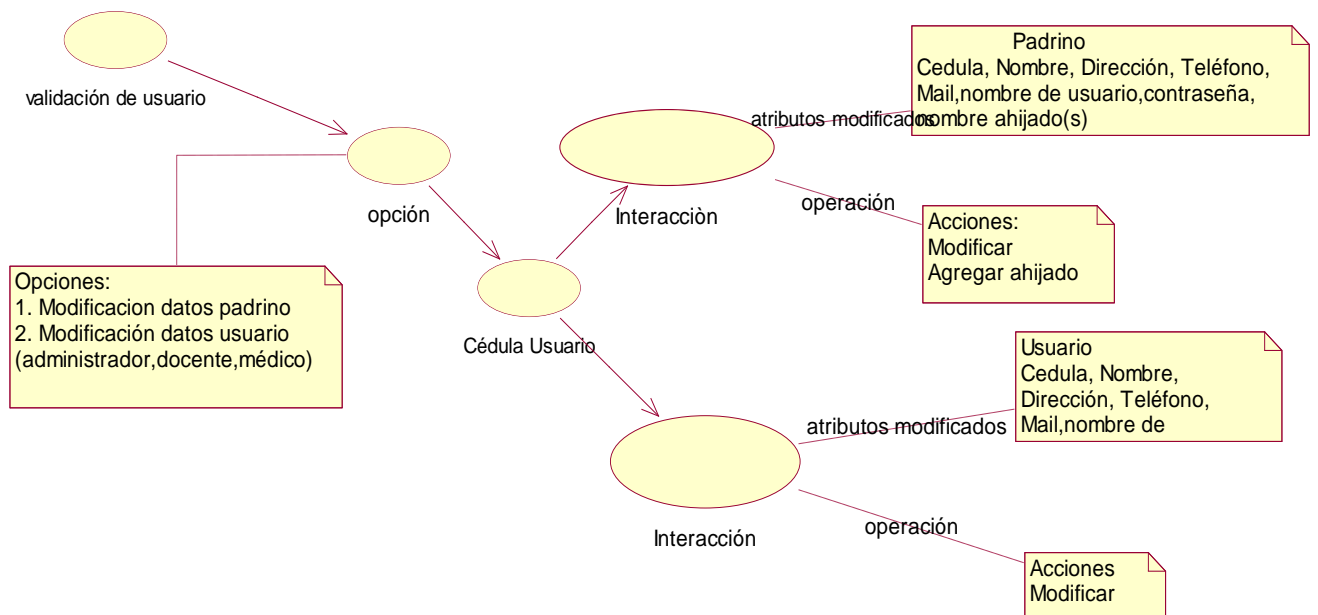 Padrino
Cedula, Nombre, Dirección, Teléfono,
Mail,nombre de usuario,contraseña,
nombre ahijado(s)
validación de usuario
atributos modificados
opción
Interacciòn
operación
Acciones:
Modificar
Agregar ahijado
Opciones:
1. Modificacion datos padrino
2. Modificación datos usuario
(administrador,docente,médico)
Cédula Usuario
Usuario
Cedula, Nombre,
Dirección, Teléfono,
Mail,nombre de
atributos modificados
Interacción
operación
Acciones
Modificar